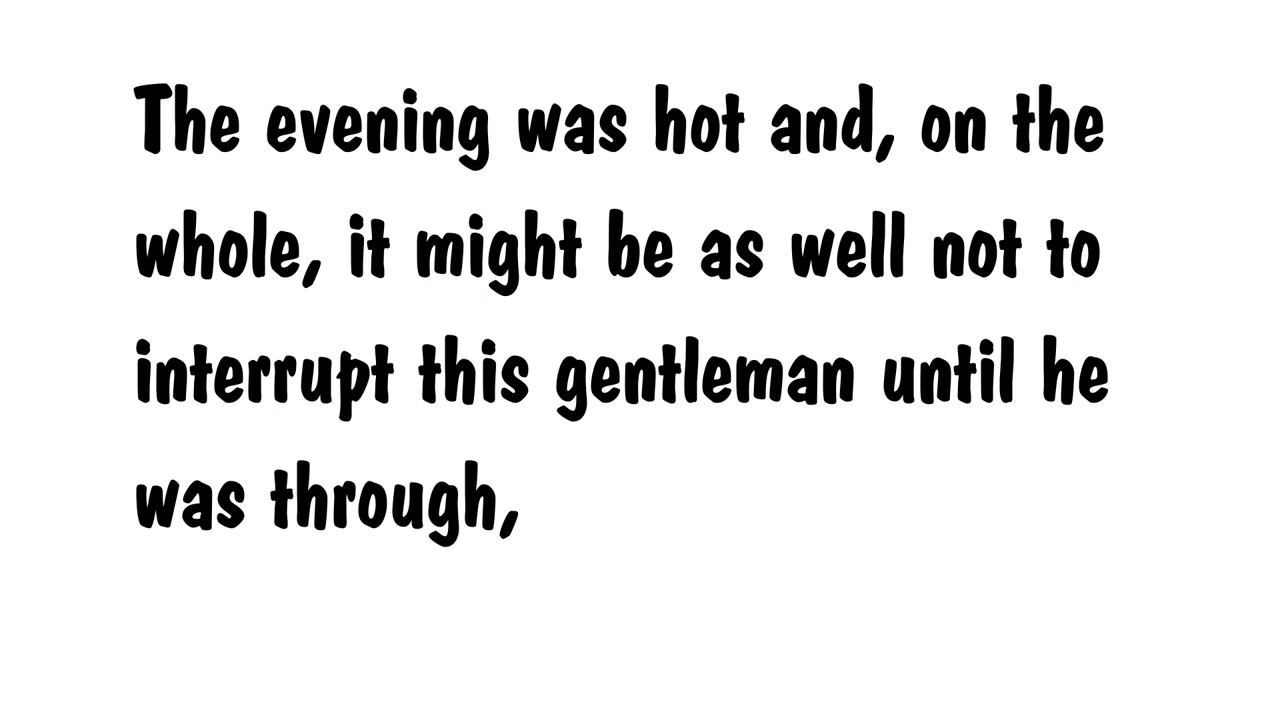 The evening was hot and, on the
whole, it might be as well not to
interrupt this gentleman until he
was through,